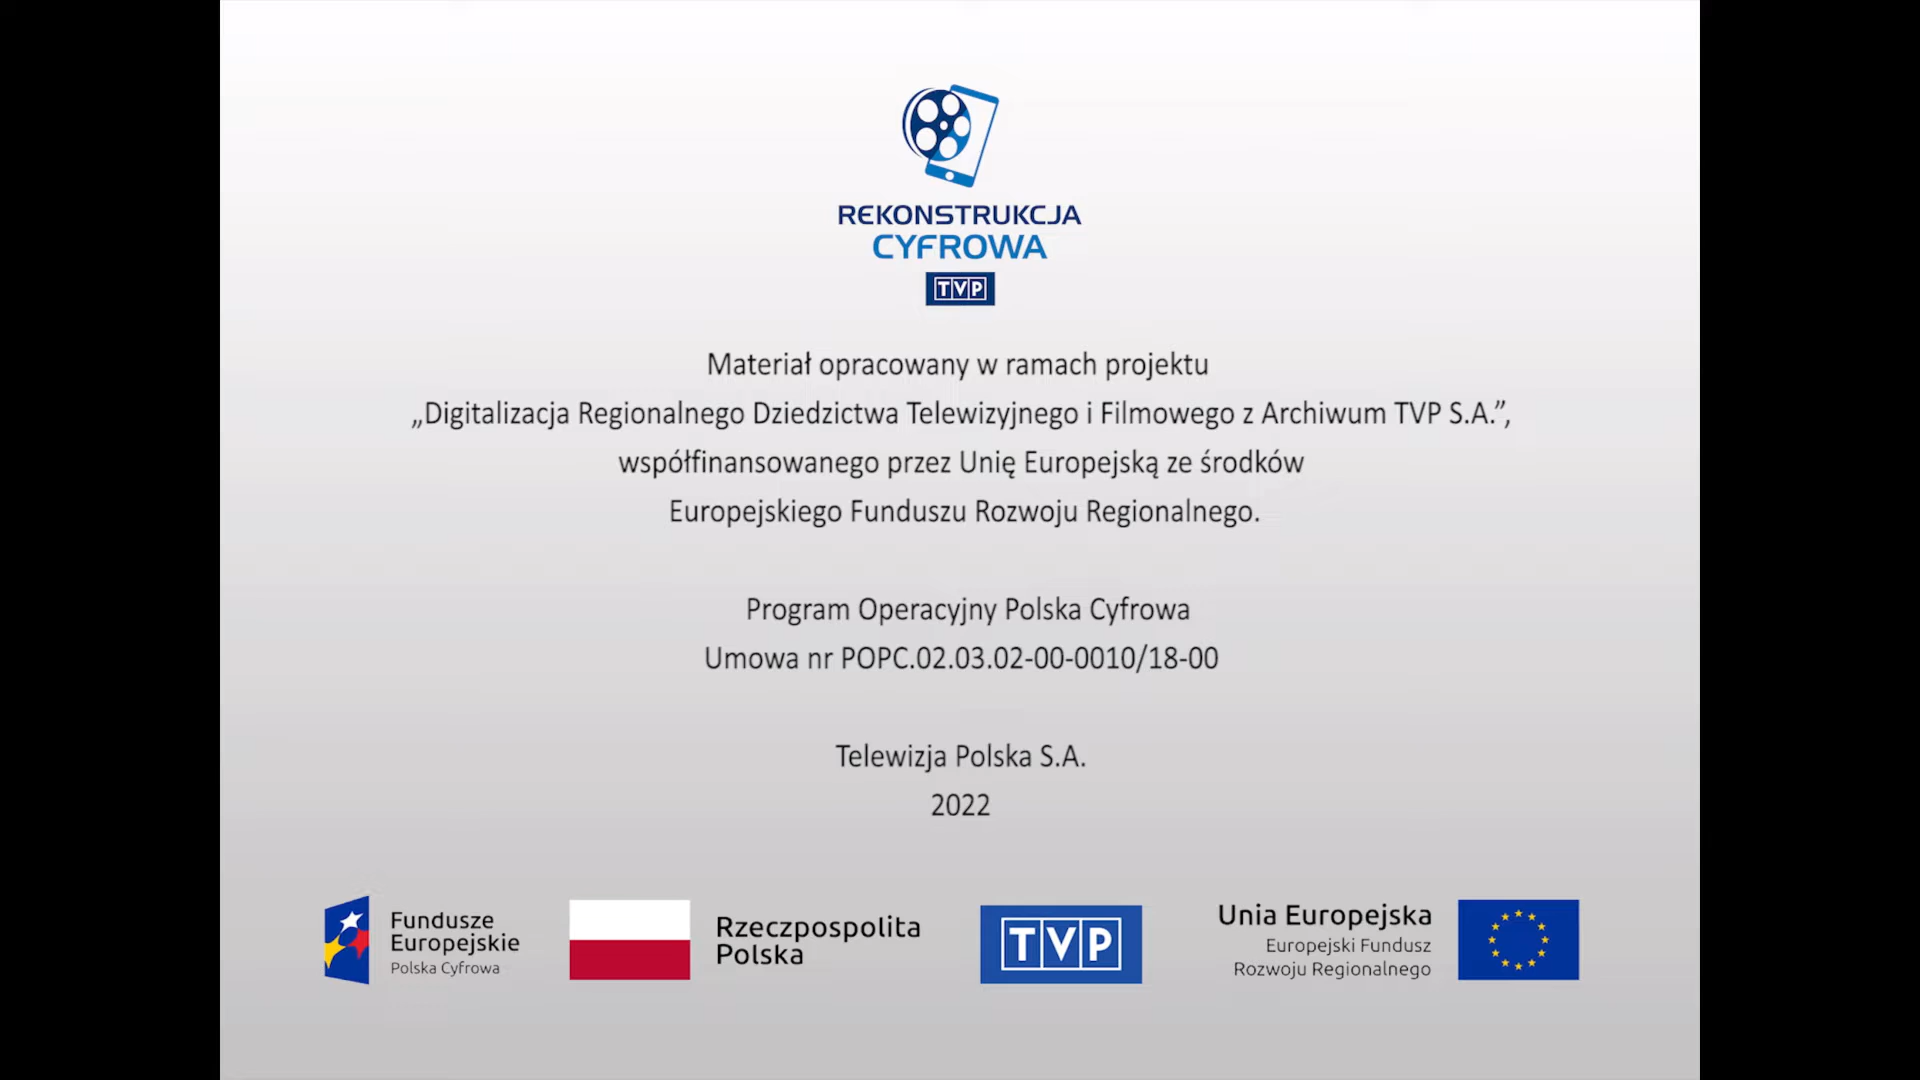 REKONSTRUKCJA
CYFROWA
TVP
Materiał opracowany w ramach projektu
„Digitalizacja Regionalnego Dziedzictwa Telewizyjnego i Filmowego z Archiwum TVP S.A.”,
współfinansowanego przez Unię Europejską ze środków
Europejskiego Funduszu Rozwoju Regionalnego.
Program Operacyjny Polska Cyfrowa
Umowa nr POPC.02.03.02-00-0010/18-00
Telewizja Polska S.A.
2022
Fundusze
Europejskie
Polska Cyfrowa
Rzeczpospolita
Polska
TVP
Unia Europejska
Europejski Fundusz
Rozwoju Regionalnego